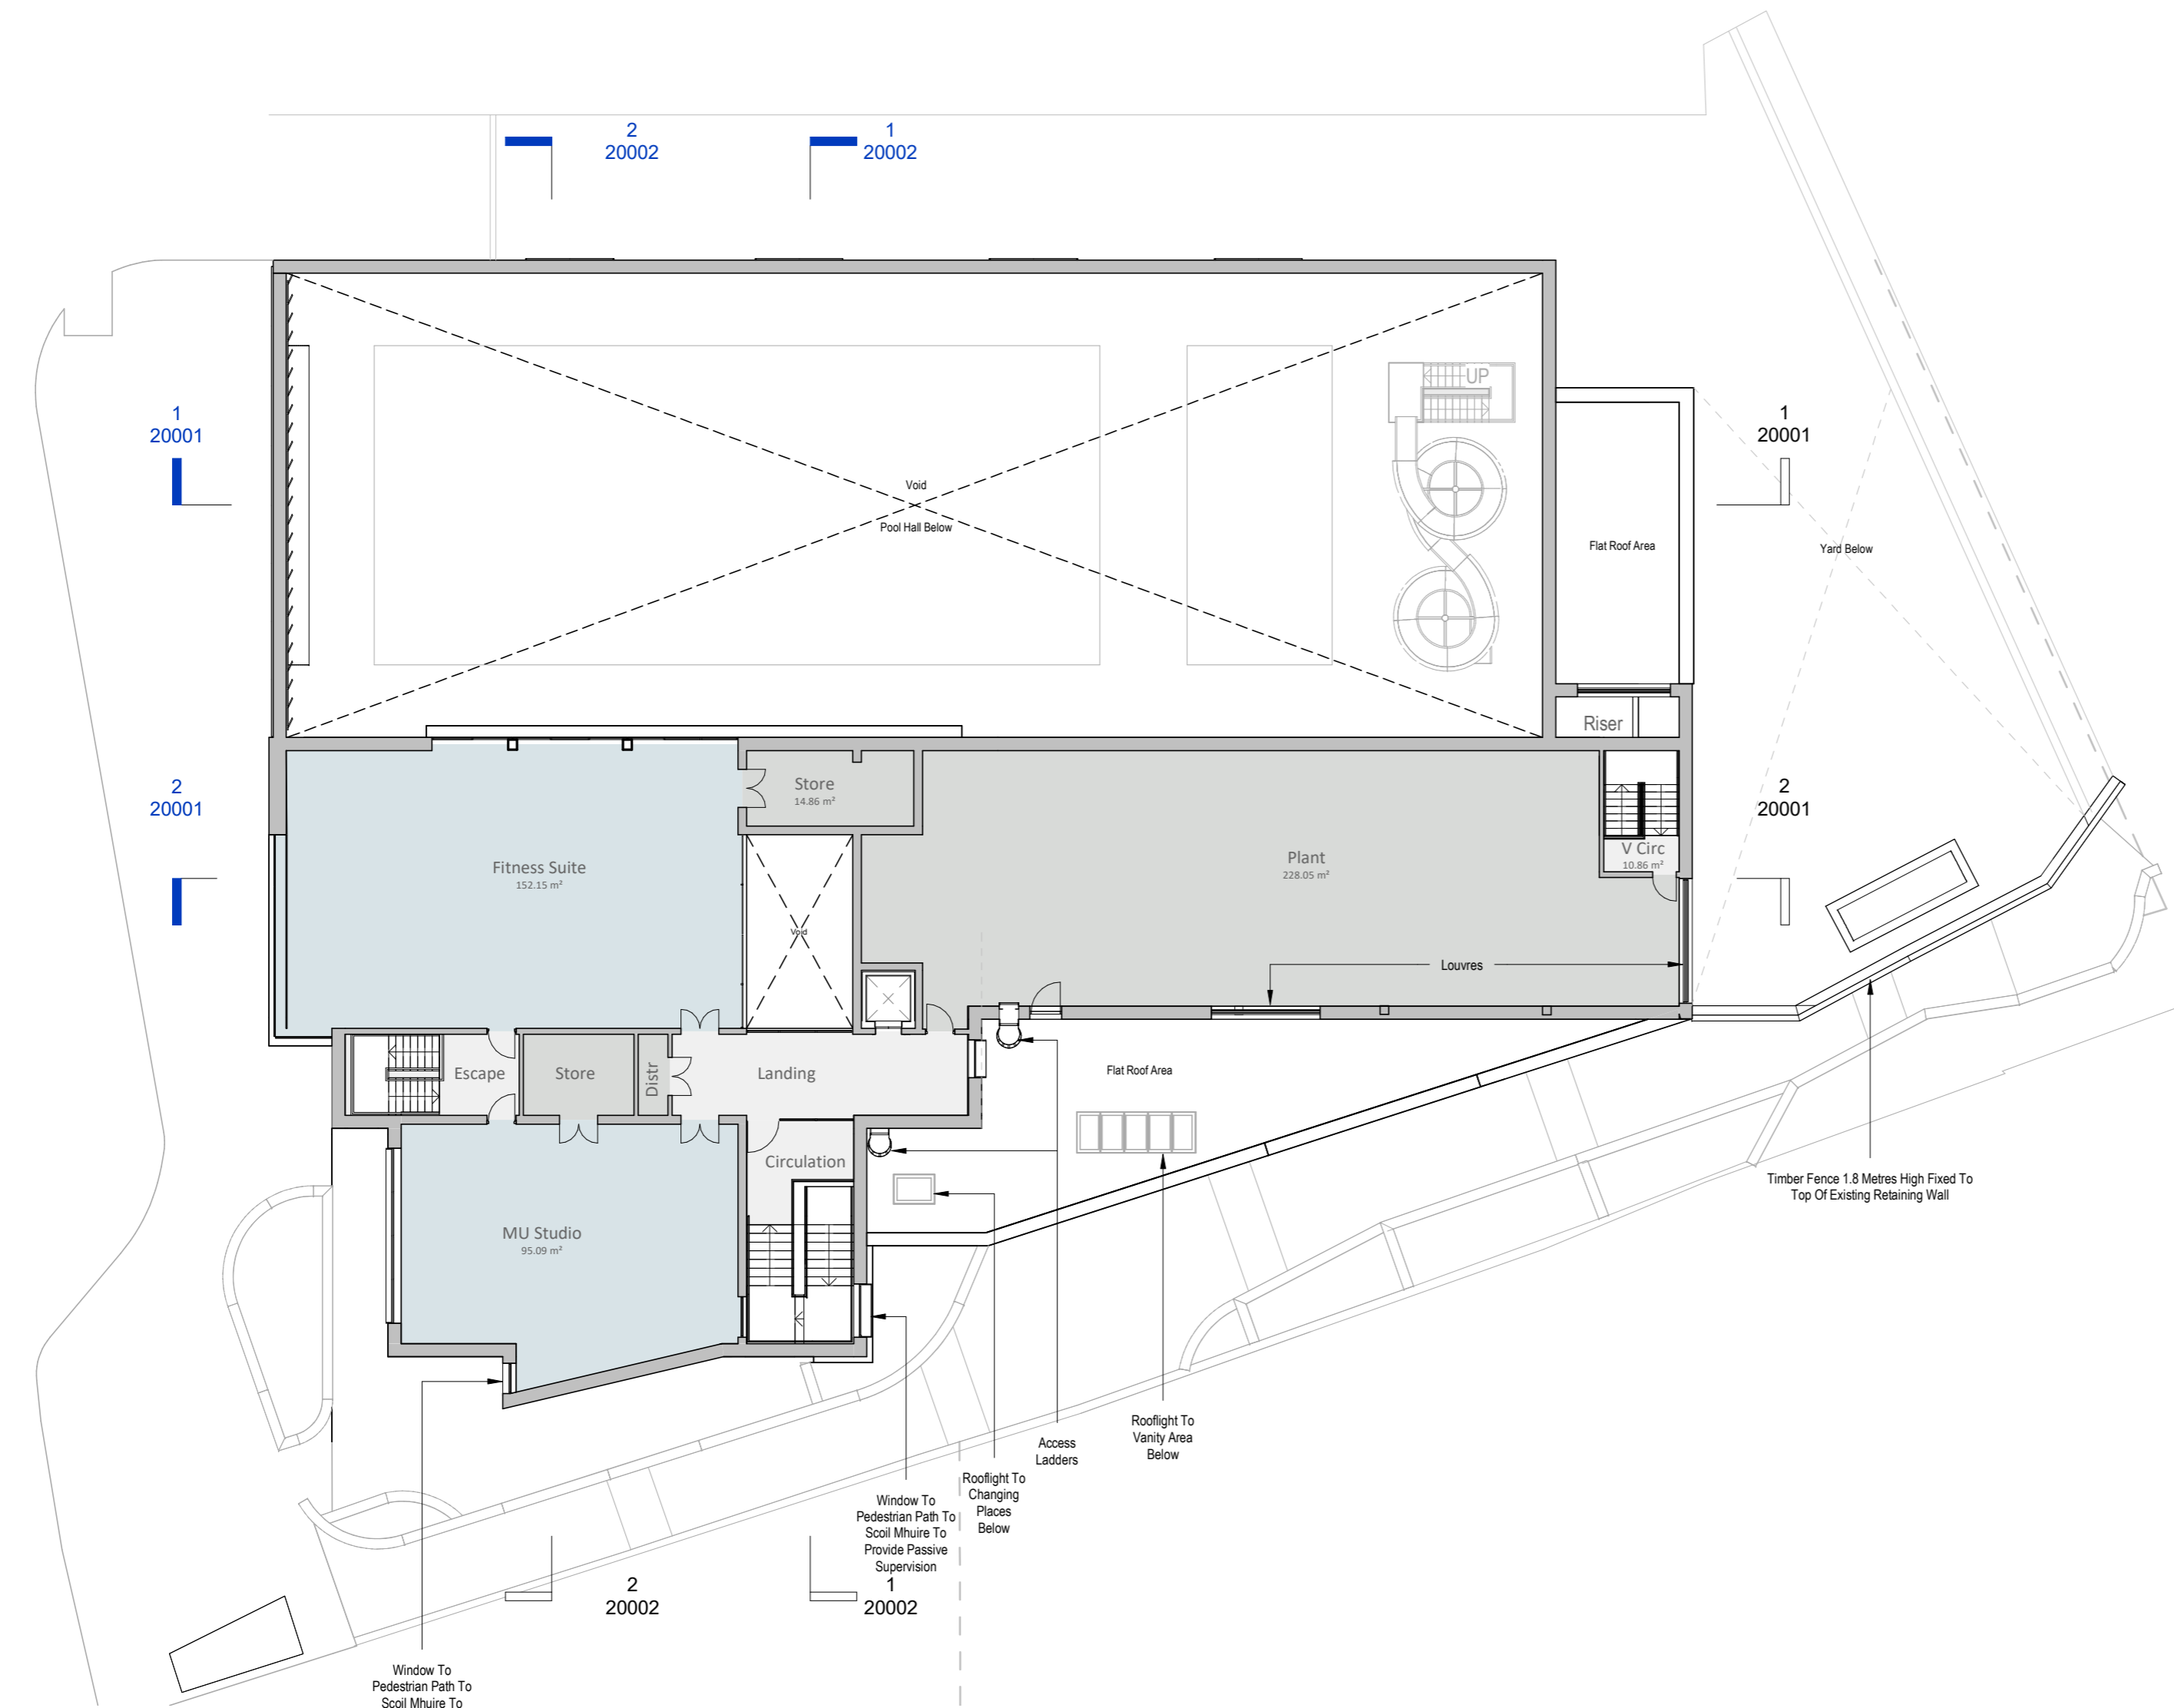 2
20002
1
20002
1
20001
UP
1
20001
Void
Pool Hall Below
Flat Roof Area
Yard Below
Riser
2
20001
Store
14.86 m²
2
20001
Fitness Suite
152.15 m²
Plant
228.05 m²
V Circ
10.86 m²
Void
Louvres
Escape
Store
Distr
Landing
Flat Roof Area
Circulation
Timber Fence 1.8 Metres High Fixed To
Top Of Existing Retaining Wall
MU Studio
95.09 m²
Rooflight To
Vanity Area
Below
Access
Ladders
Rooflight To
Changing
Places
Below
Window To
Pedestrian Path To
Scoil Mhuire To
Provide Passive
Supervision
2
20002
1
20002
Window To
Pedestrian Path To
Scoil Mhuire To